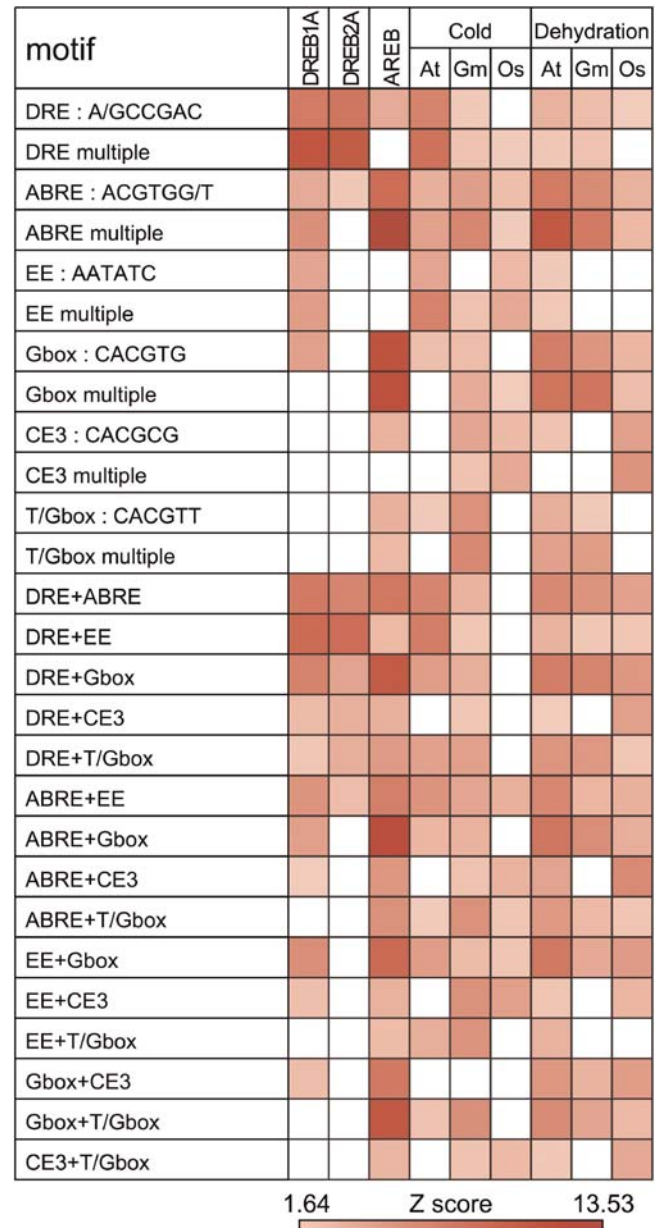 motif DREB1A DREB2A AREB Cold Dehydration
At Gm Os At Gm Os
DRE : A/GCCGAC
DRE multiple
ABRE : ACGTGG/T
ABRE multiple
EE : AATATC
EE multiple
Gbox : CACGTG
Gbox multiple
CE3 : CACGCG
CE3 multiple
T/Gbox : CACGTT
T/Gbox multiple
DRE+ABRE
DRE+EE
DRE+Gbox
DRE+CE3
DRE+T/Gbox
ABRE+EE
ABRE+Gbox
ABRE+CE3
ABRE+T/Gbox
EE+Gbox
EE+CE3
EE+T/Gbox
Gbox+CE3
Gbox+T/Gbox
CE3+T/Gbox
1.64 Z score 13.53